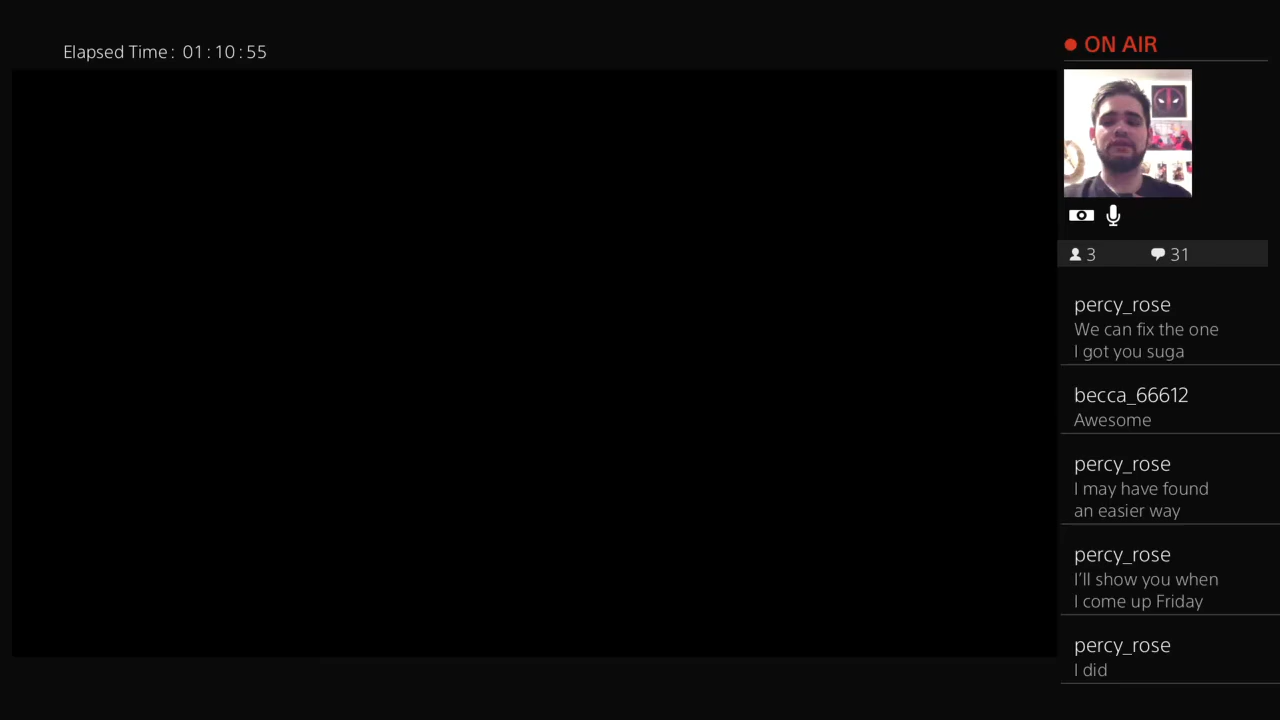 Elapsed Time: 01:10:55
ON AIR
3 31
percy_rose
We can fix the one
I got you suga
becca_66612
Awesome
percy_rose
I may have found
an easier way
percy_rose
I'll show you when
I come up Friday
percy_rose
I did